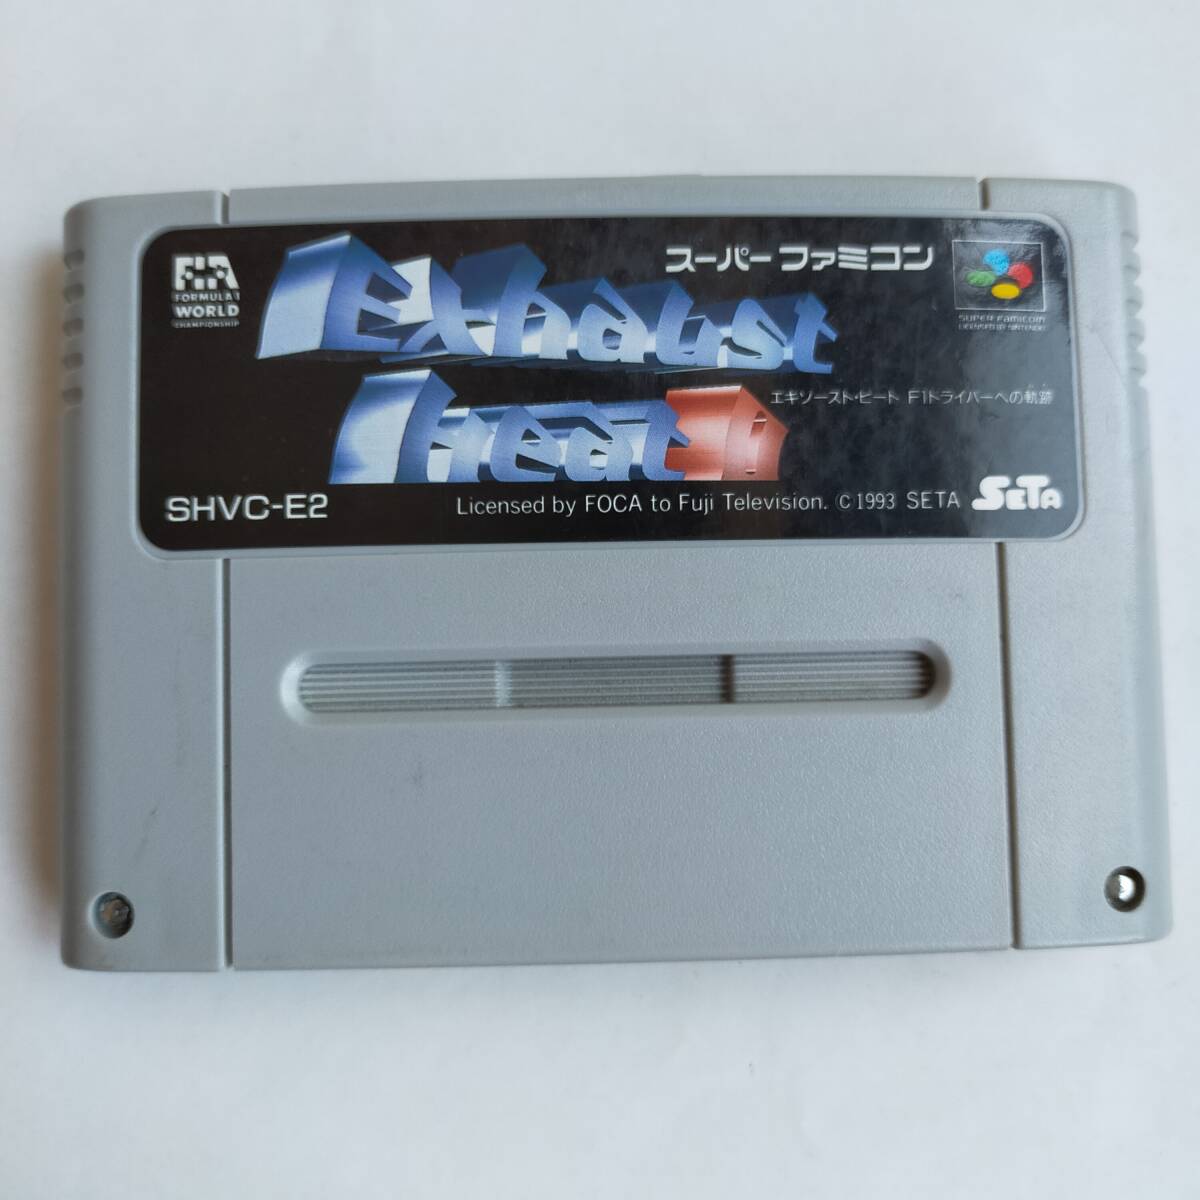 FIA
FORMULA 1
WORLD
CHAMPIONSHIP
Exhaust
Heat II
スーパーファミコン
SUPER Famicom
LICENSED BY NINTENDO
エキゾースト・ヒート F1ドライバーへの軌跡
SHVC-E2
Licensed by FOCA to Fuji Television. © 1993 SETA
SETA